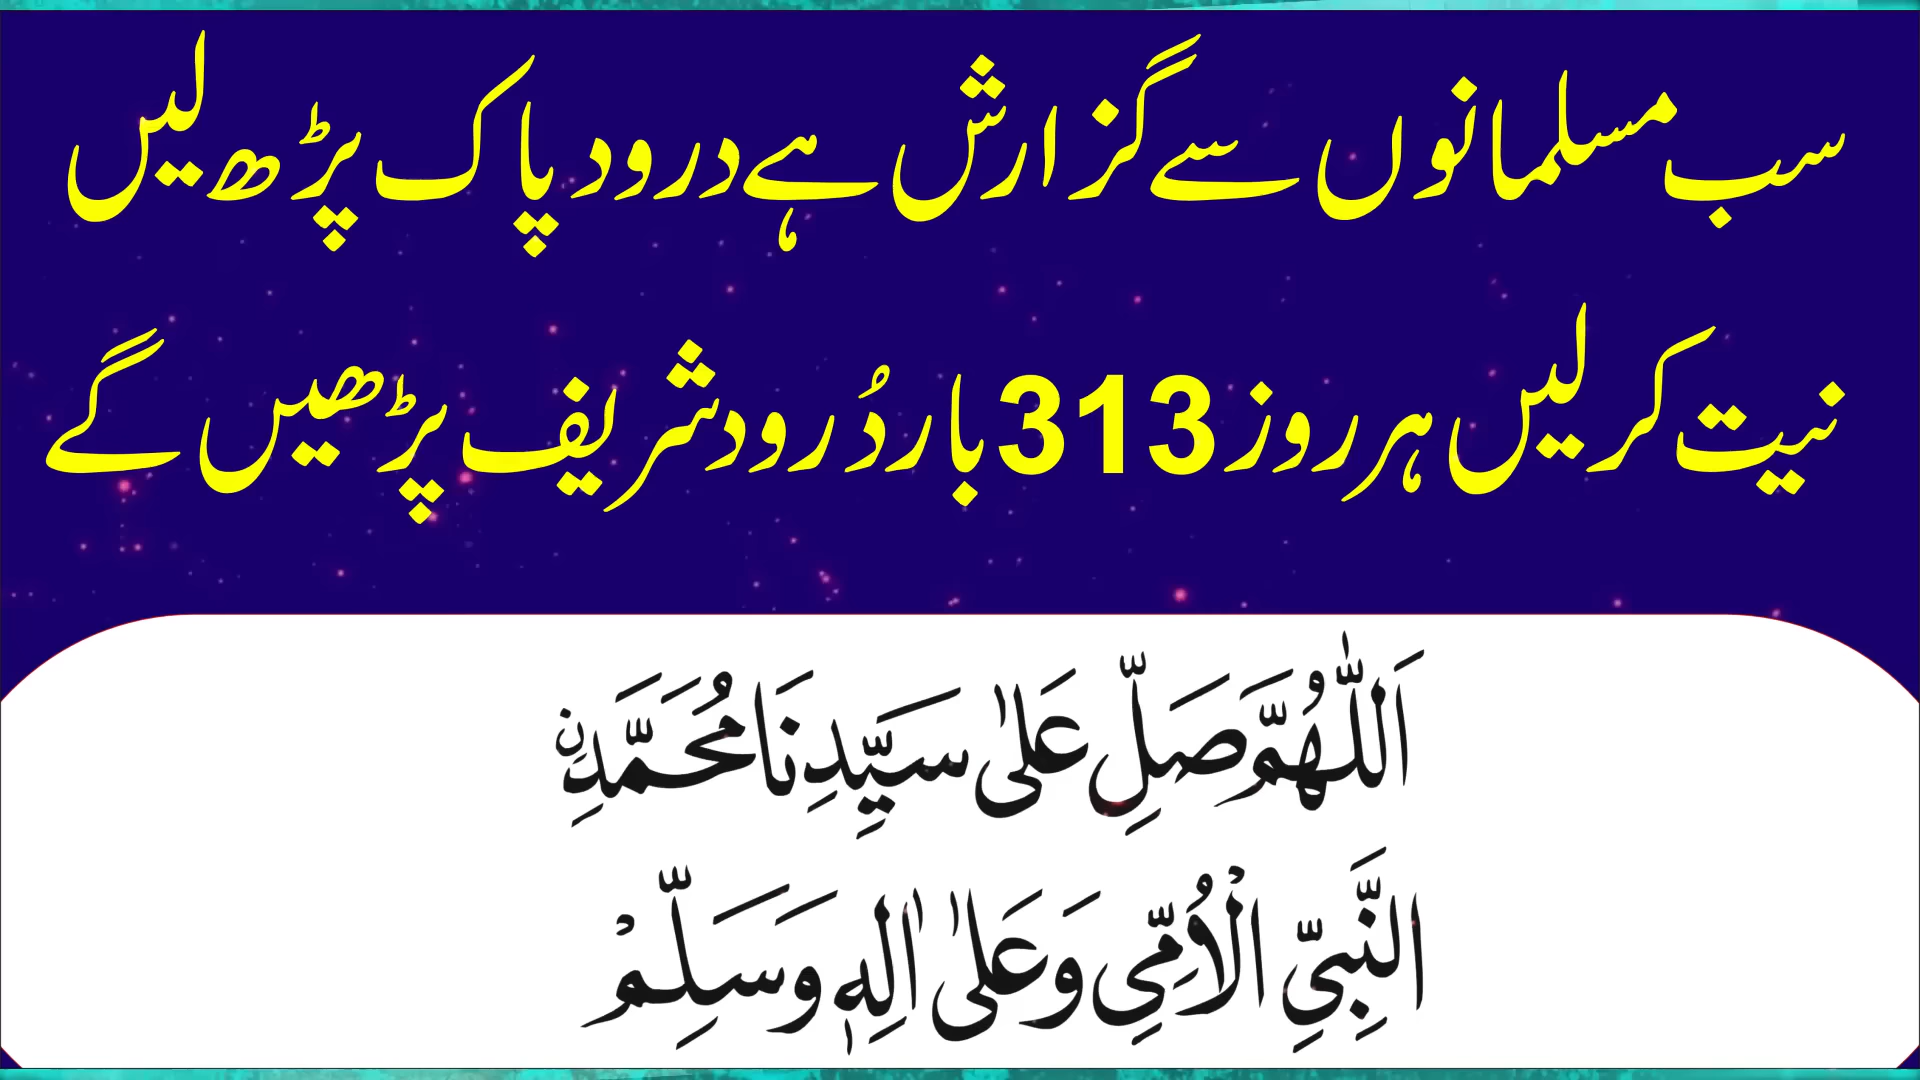 سب مسلمانوں سے گزارش ہے درود پاک پڑھ لیں
نیت کرلیں ہر روز 313 بار دُرود شریف پڑھیں گے
اَللّٰهُمَّ صَلِّ عَلٰی سَیِّدِنَا مُحَمَّدِنِ
النَّبِیِّ الْاُمِّیِ وَعَلٰی اٰلِهٖ وَسَلِّمْ